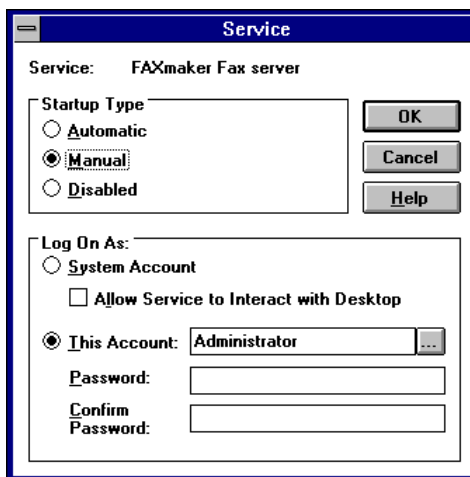 Service
Service: FAXmaker Fax server
Startup Type
Automatic
Manual
Disabled
OK
Cancel
Help
Log On As:
System Account
Allow Service to Interact with Desktop
This Account: Administrator ...
Password:
Confirm
Password: